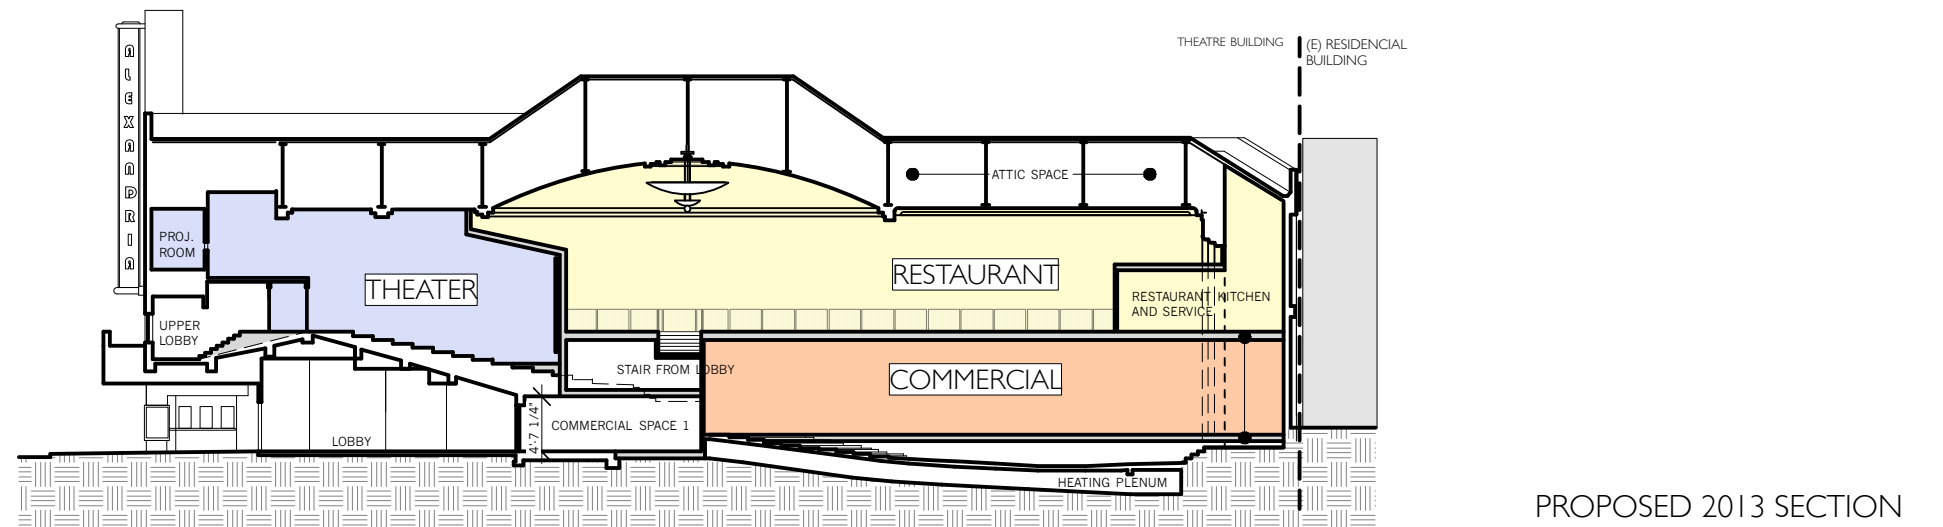 ALEXANDRIA
THEATRE BUILDING
(E) RESIDENCIAL
BUILDING
ATTIC SPACE
PROJ.
ROOM
THEATER
RESTAURANT
RESTAURANT KITCHEN
AND SERVICE
UPPER
LOBBY
STAIR FROM LOBBY
COMMERCIAL
4'-7 1/4"
COMMERCIAL SPACE 1
LOBBY
HEATING PLENUM
PROPOSED 2013 SECTION